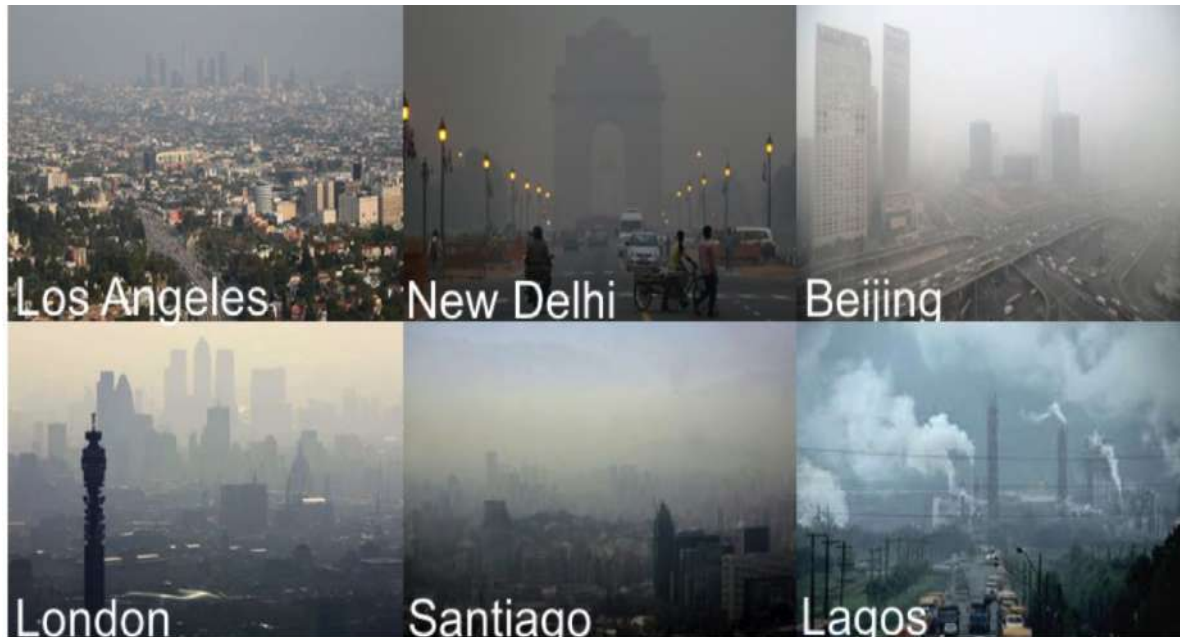 Los Angeles
New Delhi
Beijing
London
Santiago
Lagos